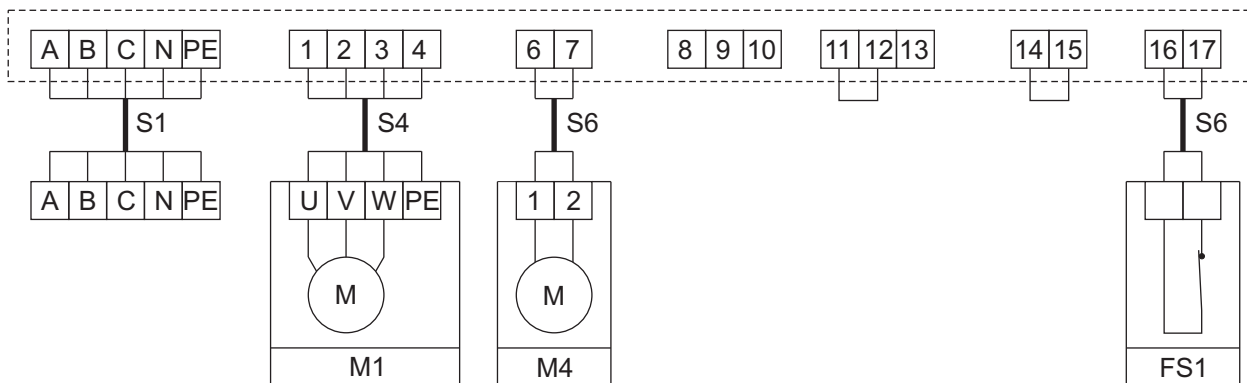 A B C N PE 1 2 3 4 6 7 8 9 10 11 12 13 14 15 16 17
S1 S4 S6 S6
A B C N PE U V W PE 1 2
M M
M1 M4 FS1